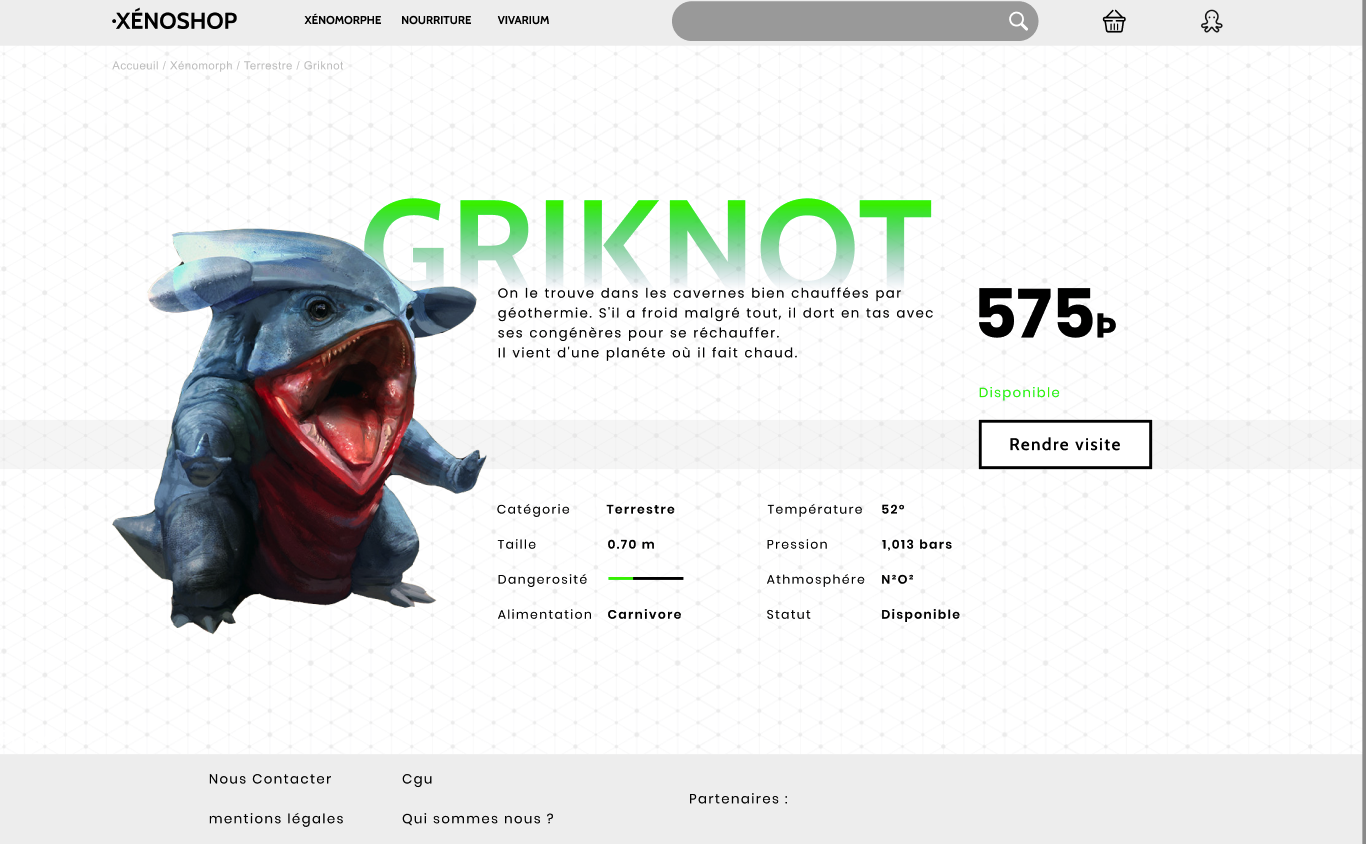 ·XÉNOSHOP
XÉNOMORPHE NOURRITURE VIVARIUM
Accueuil / Xénomorph / Terrestre / Griknot
GRIKNOT
On le trouve dans les cavernes bien chauffées par
géothermie. S'il a froid malgré tout, il dort en tas avec
ses congénères pour se réchauffer.
Il vient d'une planéte où il fait chaud.
575Þ
Disponible
Rendre visite
Catégorie Terrestre
Taille 0.70 m
Dangerosité
Alimentation Carnivore
Température 52°
Pression 1,013 bars
Athmosphére N²O²
Statut Disponible
Nous Contacter
mentions légales
Cgu
Qui sommes nous ?
Partenaires :